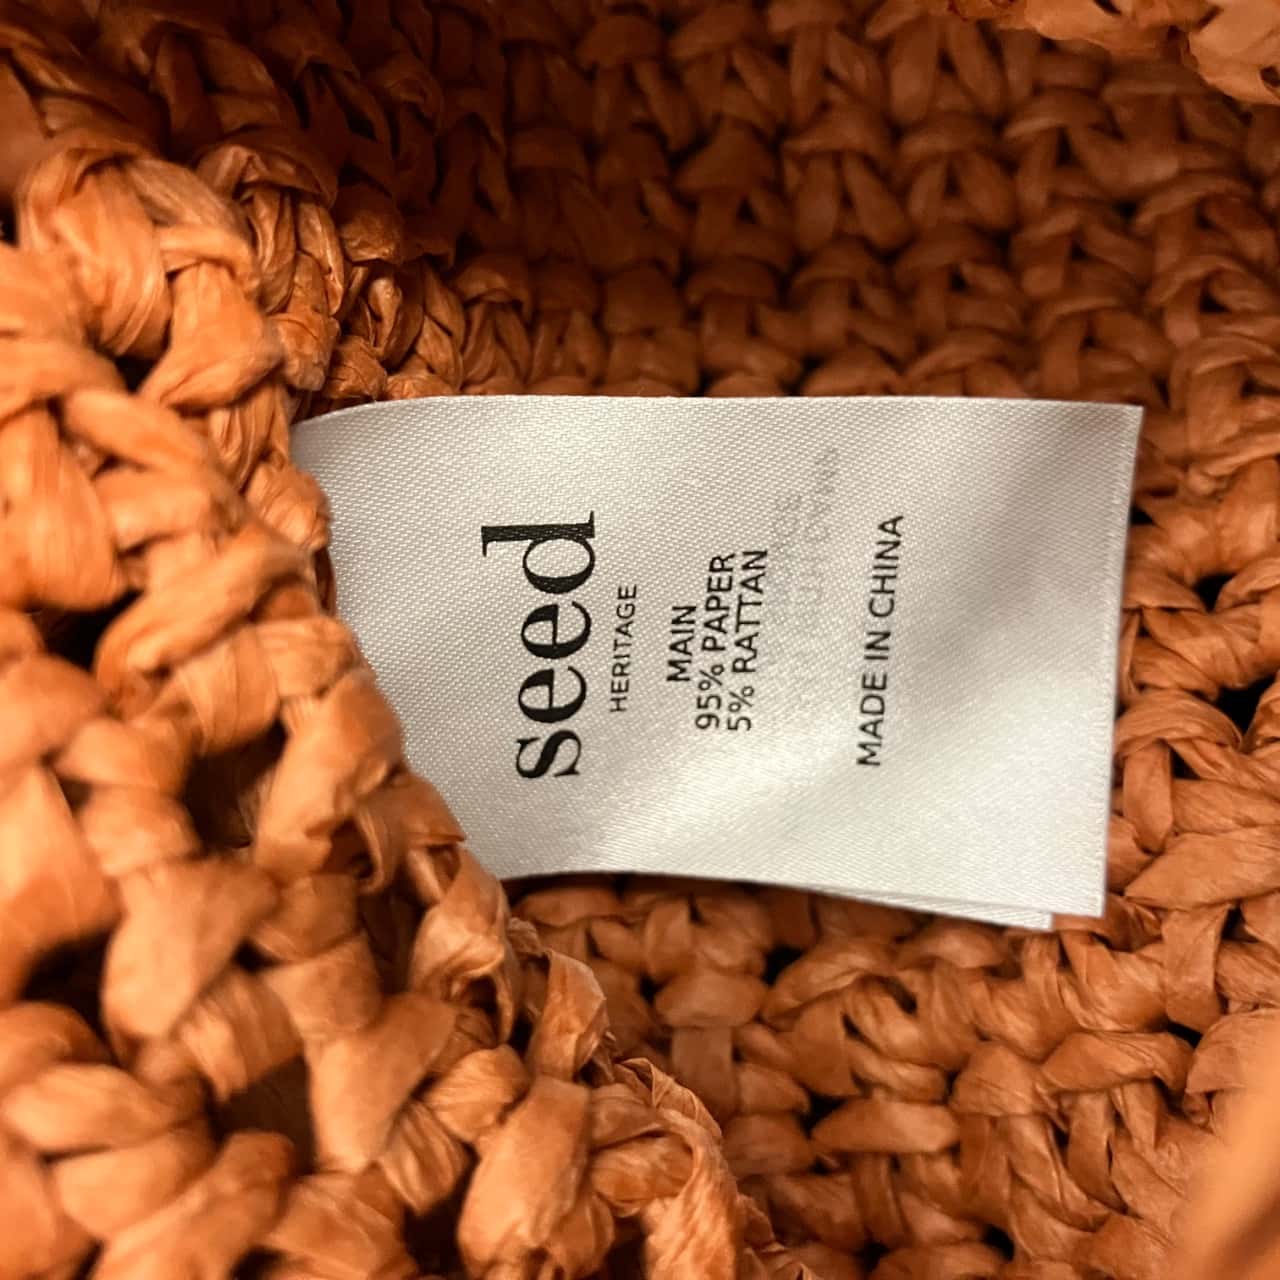 seed
HERITAGE
MAIN
95% PAPER
5% RATTAN
MADE IN CHINA